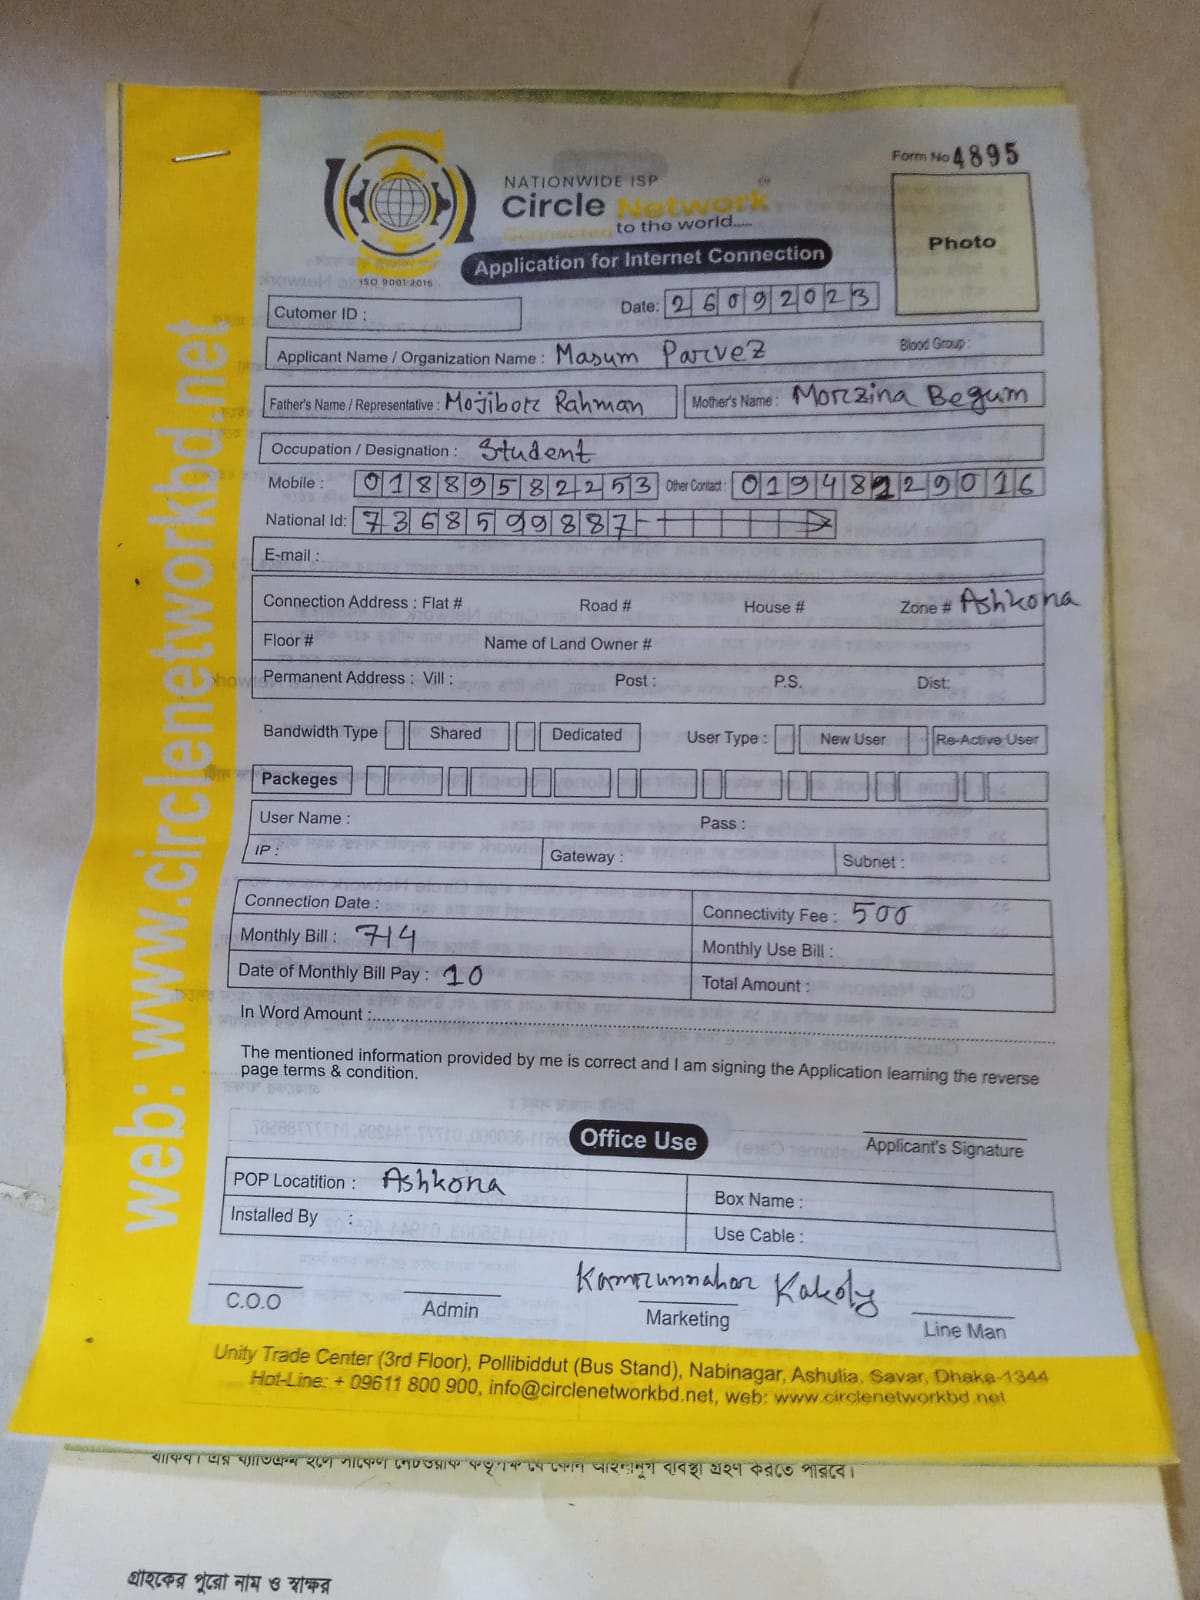 Form No 4895
NATIONWIDE ISP
Circle Network
Connected to the world.....
ISO 9001:2015
Application for Internet Connection
Photo
Cutomer ID :
Date: 26092023
Applicant Name / Organization Name : Masum Parvez Blood Group :
Father's Name / Representative : Mojibor Rahman Mother's Name : Morzina Begum
Occupation / Designation : Student
Mobile : 01889582253 Other Contact : 01948229016
National Id: 7368599887
E-mail :
Connection Address : Flat # Road # House # Zone # Ashkona
Floor # Name of Land Owner #
Permanent Address : Vill : Post : P.S. Dist:
Bandwidth Type Shared Dedicated User Type : New User Re-Active User
Packeges
User Name : Pass :
IP : Gateway : Subnet :
Connection Date : Connectivity Fee : 500
Monthly Bill : 714 Monthly Use Bill :
Date of Monthly Bill Pay : 10 Total Amount :
In Word Amount :
The mentioned information provided by me is correct and I am signing the Application learning the reverse
page terms & condition.
Office Use
Applicant's Signature
POP Locatition : Ashkona Box Name :
Installed By : Use Cable :
Kamrunnahar Kakoly
C.O.O Admin Marketing Line Man
Unity Trade Center (3rd Floor), Pollibiddut (Bus Stand), Nabinagar, Ashulia, Savar, Dhaka-1344
Hot-Line: + 09611 800 900, info@circlenetworkbd.net, web: www.circlenetworkbd.net
web: www.circlenetworkbd.net
ব্যবস্থা গ্রহণ করতে পারবে।
গ্রাহকের পুরো নাম ও স্বাক্ষর